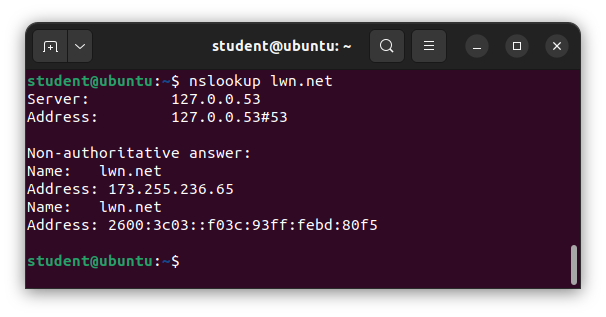 student@ubuntu: ~
student@ubuntu:~$ nslookup lwn.net
Server:         127.0.0.53
Address:        127.0.0.53#53

Non-authoritative answer:
Name:   lwn.net
Address: 173.255.236.65
Name:   lwn.net
Address: 2600:3c03::f03c:93ff:febd:80f5

student@ubuntu:~$